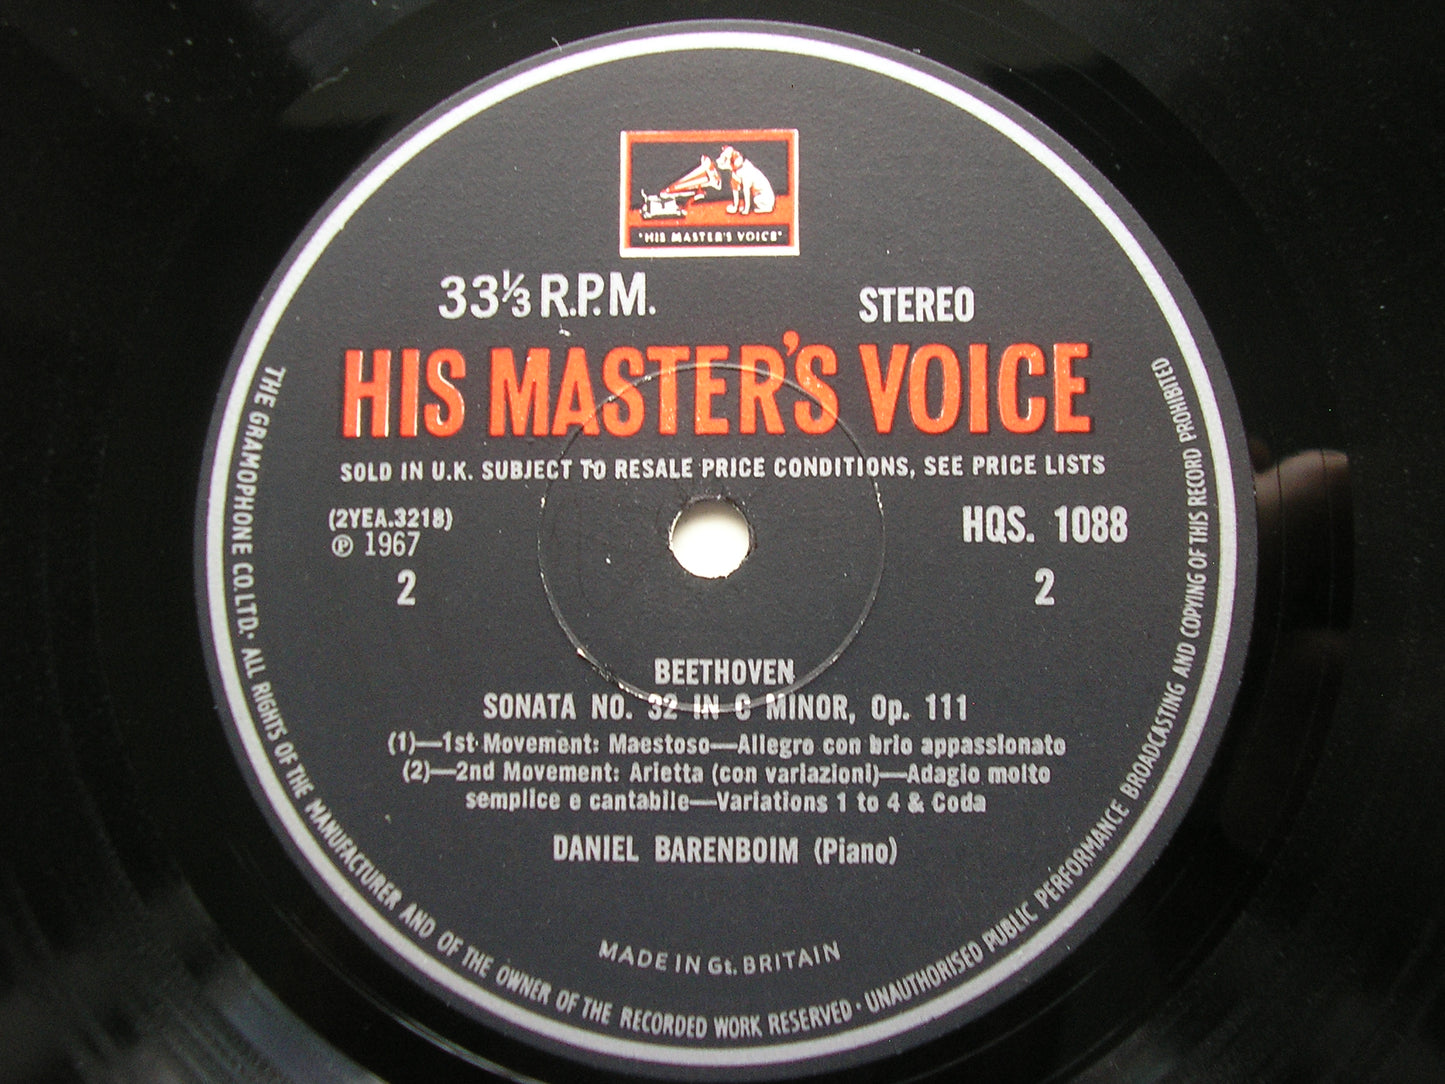 "HIS MASTER'S VOICE"
33⅓ R.P.M. STEREO
HIS MASTER'S VOICE
SOLD IN U.K. SUBJECT TO RESALE PRICE CONDITIONS, SEE PRICE LISTS
(2YEA.3218) HQS. 1088
℗ 1967
2 2
BEETHOVEN
SONATA NO. 32 IN C MINOR, Op. 111
(1)—1st Movement: Maestoso—Allegro con brio appassionato
(2)—2nd Movement: Arietta (con variazioni)—Adagio molto
semplice e cantabile—Variations 1 to 4 & Coda
DANIEL BARENBOIM (Piano)
MADE IN Gt. BRITAIN
THE GRAMOPHONE CO. LTD. · ALL RIGHTS OF THE MANUFACTURER AND OF THE OWNER OF THE RECORDED WORK RESERVED · UNAUTHORISED PUBLIC PERFORMANCE BROADCASTING AND COPYING OF THIS RECORD PROHIBITED